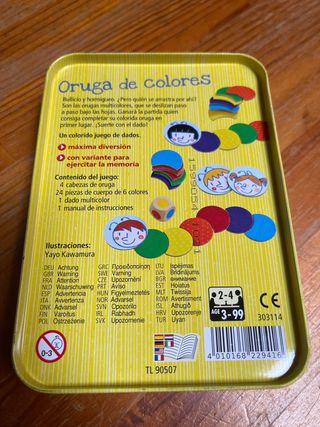 Oruga de colores
Bullicio y hormigueo. ¿Pero quién se arrastra por ahí?
Son las orugas multicolores, que se deslizan paso a
paso bajo las hojas. Ganará la partida quien
consiga completar su colorida oruga en
primer lugar. ¡Suerte con el dado!
Un colorido juego de dados.
máxima diversión
con variante para
ejercitar la memoria
Contenido del juego:
4 cabezas de oruga
24 piezas de cuerpo de 6 colores
1 dado multicolor
1 manual de instrucciones
Ilustraciones:
Yayo Kawamura
DEU Achtung
GBR Warning
FRA Attention
NLD Waarschuwing
ESP Advertencia
ITA Avvertenza
DNK Advarsel
FIN Varoitus
POL Ostrzeżenie
GRC Προειδοποίηση
SWE Varning
CZE Upozornění
PRT Aviso
HUN Figyelmeztetés
NOR Advarsel
SVN Opozorilo
SVK Upozornenie
LTU Įspėjimas
LVA Brīdinājums
EST Hoiatus
MLT Twissija
ROM Avertisment
HRV Upozorenje
TUR Uyarı
0-3
TL 90507
2-4
AGE 3-99
CE
303114
4 010168 229416